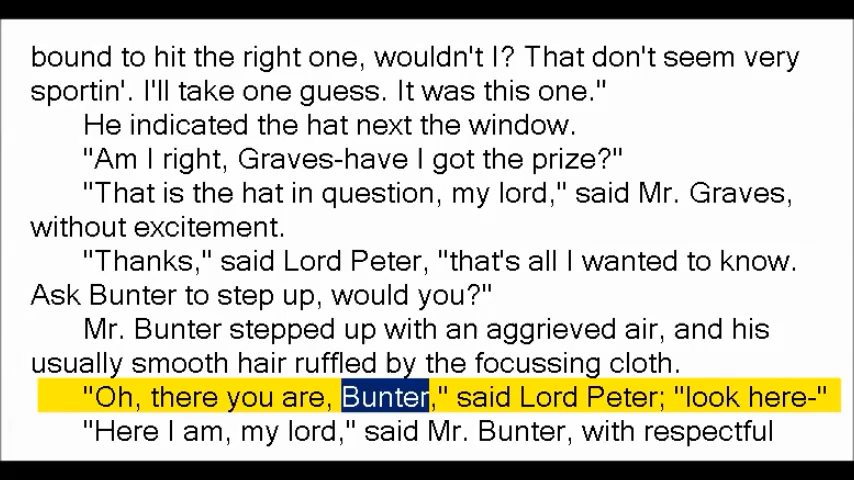 bound to hit the right one, wouldn't I? That don't seem very
sportin'. I'll take one guess. It was this one."
He indicated the hat next the window.
"Am I right, Graves-have I got the prize?"
"That is the hat in question, my lord," said Mr. Graves,
without excitement.
"Thanks," said Lord Peter, "that's all I wanted to know.
Ask Bunter to step up, would you?"
Mr. Bunter stepped up with an aggrieved air, and his
usually smooth hair ruffled by the focussing cloth.
"Oh, there you are, Bunter," said Lord Peter; "look here-"
"Here I am, my lord," said Mr. Bunter, with respectful